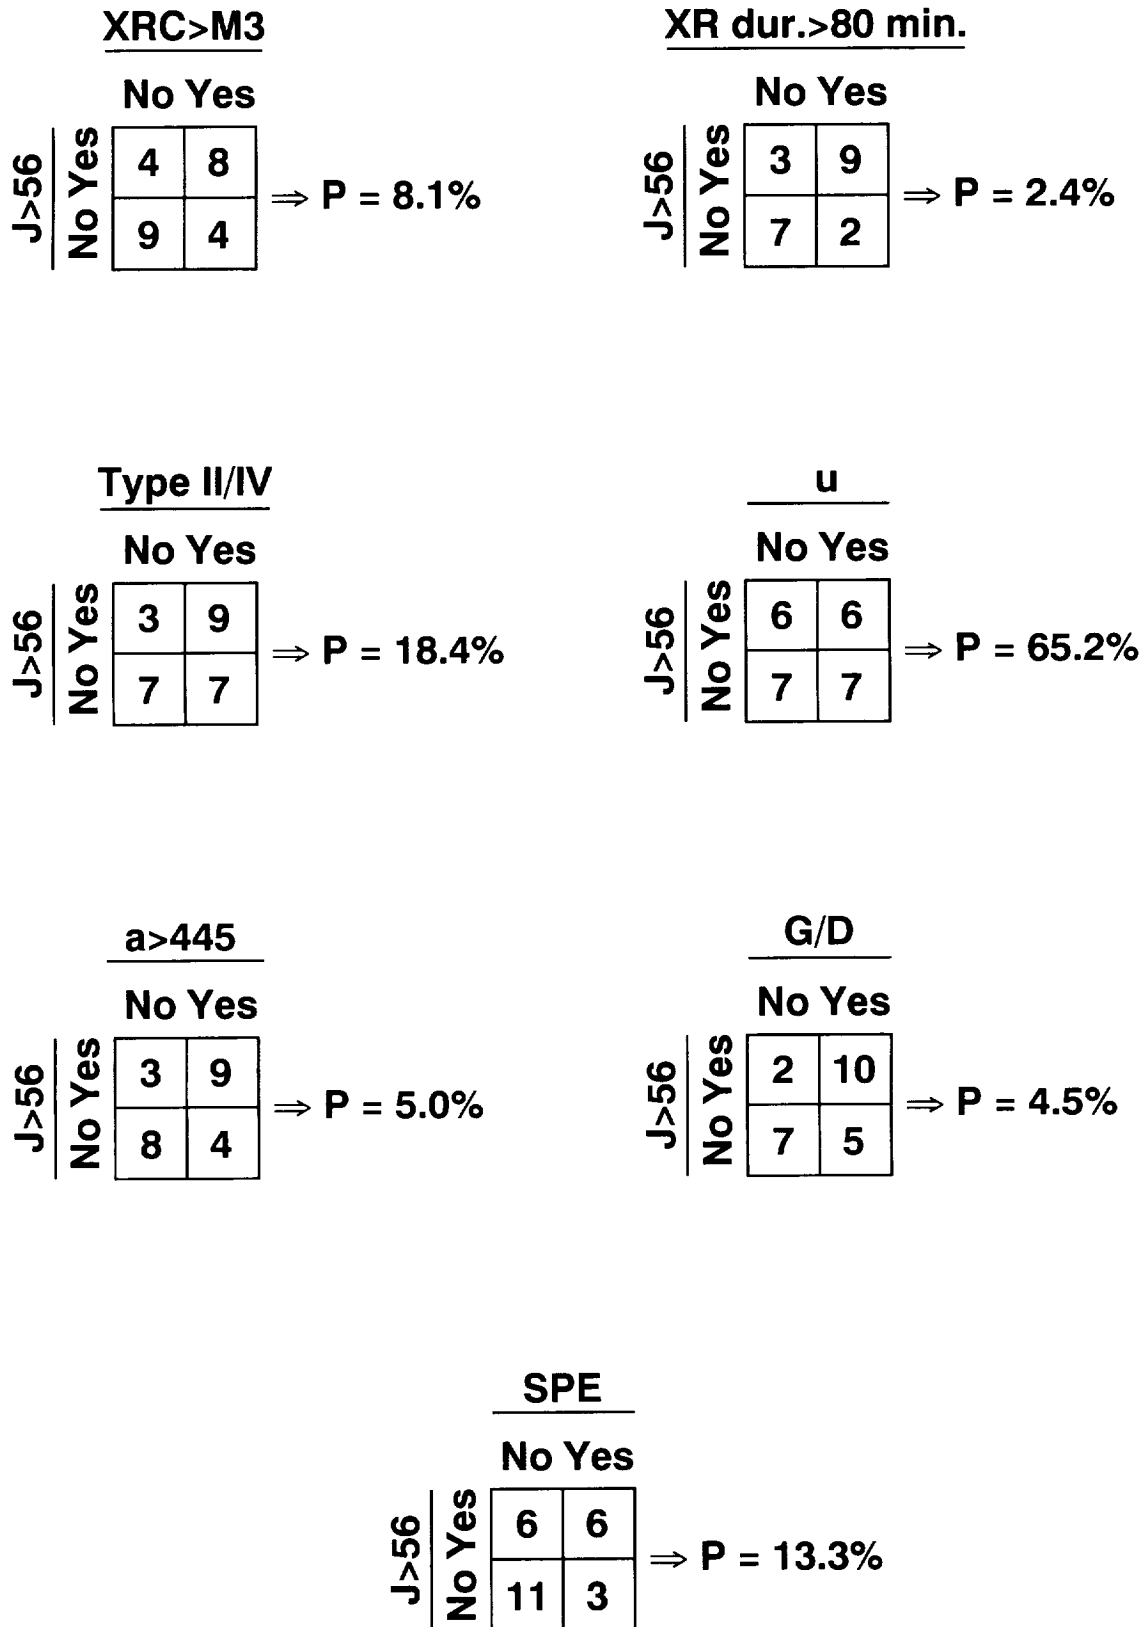 XRC>M3
No Yes
J>56
No Yes
4 8
9 4
⇒ P = 8.1%
XR dur.>80 min.
No Yes
J>56
No Yes
3 9
7 2
⇒ P = 2.4%
Type II/IV
No Yes
J>56
No Yes
3 9
7 7
⇒ P = 18.4%
u
No Yes
J>56
No Yes
6 6
7 7
⇒ P = 65.2%
a>445
No Yes
J>56
No Yes
3 9
8 4
⇒ P = 5.0%
G/D
No Yes
J>56
No Yes
2 10
7 5
⇒ P = 4.5%
SPE
No Yes
J>56
No Yes
6 6
11 3
⇒ P = 13.3%